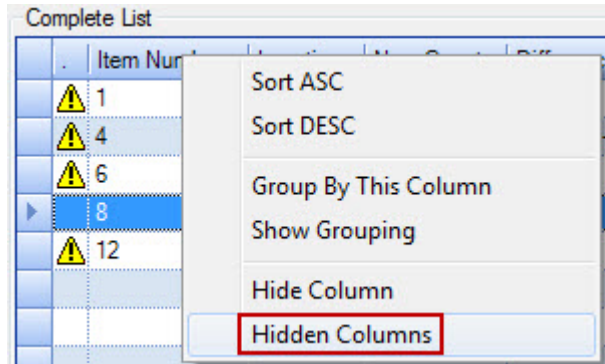 Complete List
. Item Num
1
Sort ASC
4
Sort DESC
6
Group By This Column
8
Show Grouping
12
Hide Column
Hidden Columns